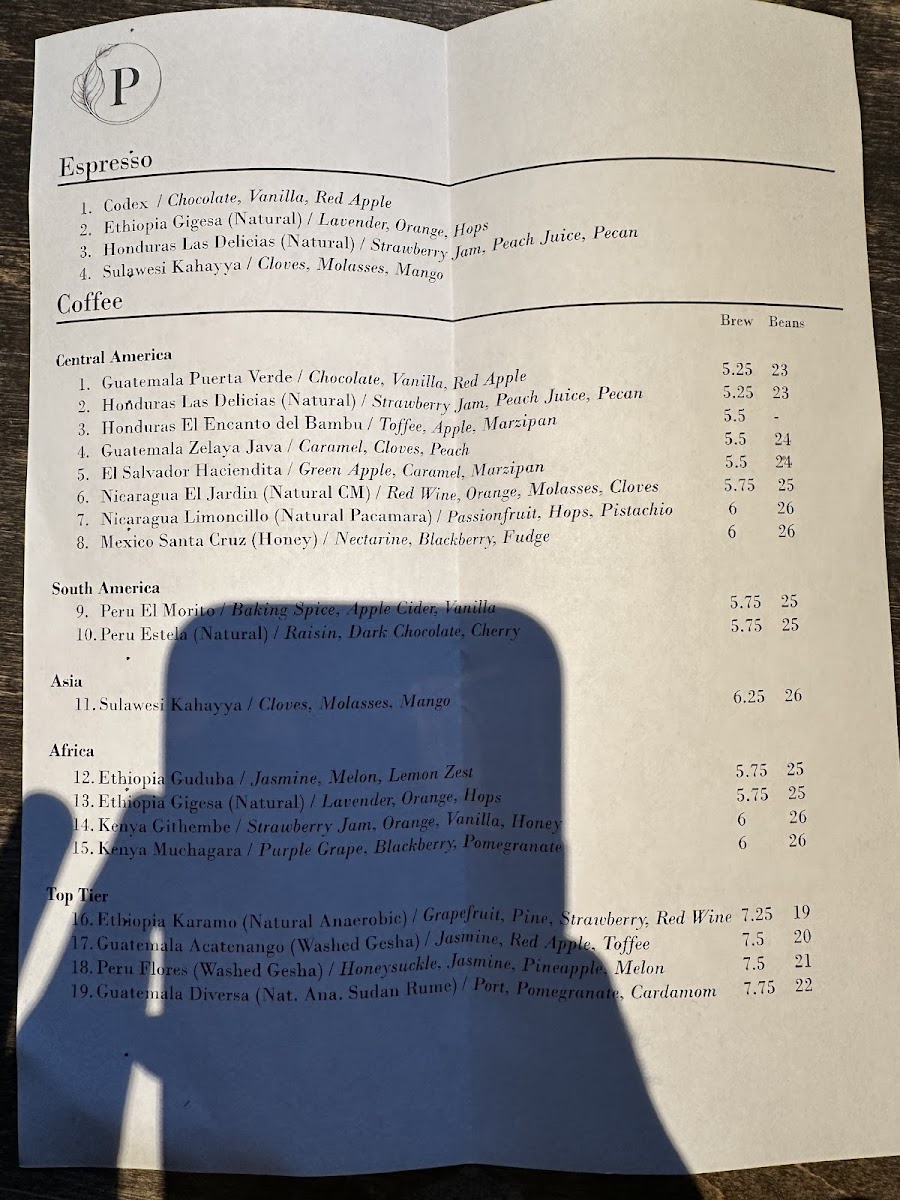 P
Espresso
1. Codex / Chocolate, Vanilla, Red Apple
2. Ethiopia Gigesa (Natural) / Lavender, Orange, Hops
3. Honduras Las Delicias (Natural) / Strawberry Jam, Peach Juice, Pecan
4. Sulawesi Kahayya / Cloves, Molasses, Mango
Coffee
Brew Beans
Central America
1. Guatemala Puerta Verde / Chocolate, Vanilla, Red Apple 5.25 23
2. Honduras Las Delicias (Natural) / Strawberry Jam, Peach Juice, Pecan 5.25 23
3. Honduras El Encanto del Bambu / Toffee, Apple, Marzipan 5.5 -
4. Guatemala Zelaya Java / Caramel, Cloves, Peach 5.5 24
5. El Salvador Haciendita / Green Apple, Caramel, Marzipan 5.5 24
6. Nicaragua El Jardin (Natural CM) / Red Wine, Orange, Molasses, Cloves 5.75 25
7. Nicaragua Limoncillo (Natural Pacamara) / Passionfruit, Hops, Pistachio 6 26
8. Mexico Santa Cruz (Honey) / Nectarine, Blackberry, Fudge 6 26
South America
9. Peru El Morito / Baking Spice, Apple Cider, Vanilla 5.75 25
10. Peru Estela (Natural) / Raisin, Dark Chocolate, Cherry 5.75 25
Asia
11. Sulawesi Kahayya / Cloves, Molasses, Mango 6.25 26
Africa
12. Ethiopia Guduba / Jasmine, Melon, Lemon Zest 5.75 25
13. Ethiopia Gigesa (Natural) / Lavender, Orange, Hops 5.75 25
14. Kenya Githembe / Strawberry Jam, Orange, Vanilla, Honey 6 26
15. Kenya Muchagara / Purple Grape, Blackberry, Pomegranate 6 26
Top Tier
16. Ethiopia Karamo (Natural Anaerobic) / Grapefruit, Pine, Strawberry, Red Wine 7.25 19
17. Guatemala Acatenango (Washed Gesha) / Jasmine, Red Apple, Toffee 7.5 20
18. Peru Flores (Washed Gesha) / Honeysuckle, Jasmine, Pineapple, Melon 7.5 21
19. Guatemala Diversa (Nat. Ana. Sudan Rume) / Port, Pomegranate, Cardamom 7.75 22